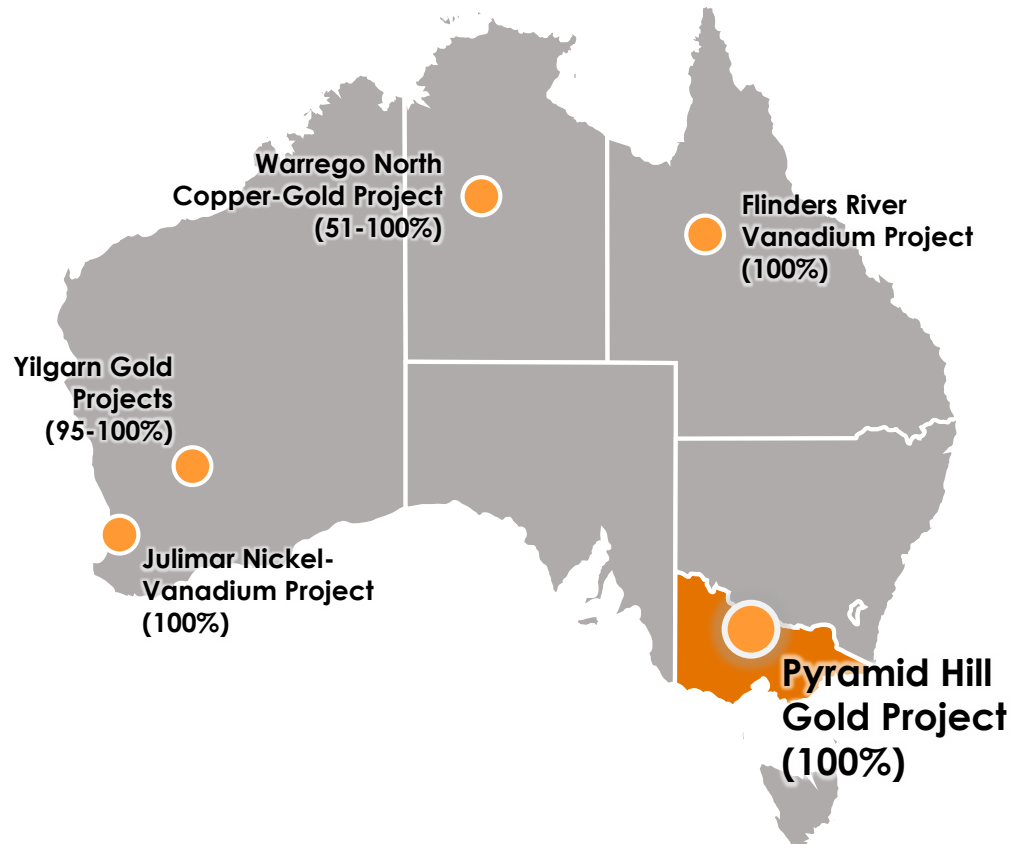 Warrego North
Copper-Gold Project
(51-100%)
Flinders River
Vanadium Project
(100%)
Yilgarn Gold
Projects
(95-100%)
Julimar Nickel-
Vanadium Project
(100%)
Pyramid Hill
Gold Project
(100%)